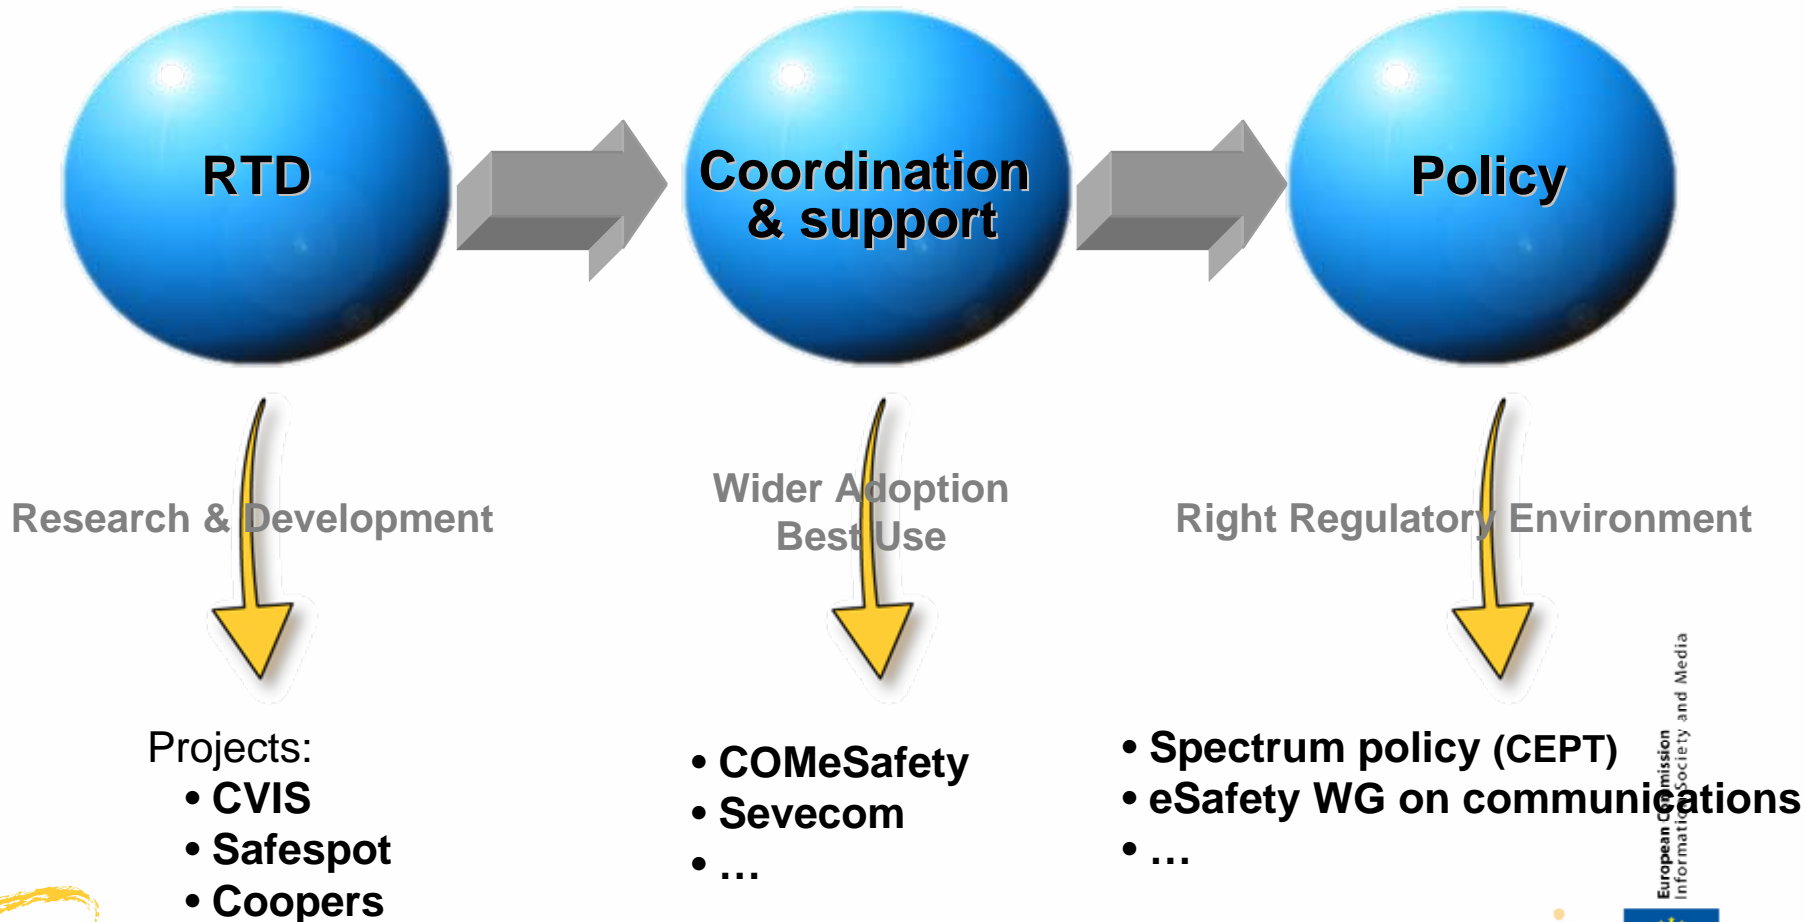 RTD
Coordination
& support
Policy
Research & Development
Wider Adoption
Best Use
Right Regulatory Environment
Projects:
• CVIS
• Safespot
• Coopers
• COMeSafety
• Sevecom
• ...
• Spectrum policy (CEPT)
• eSafety WG on communications
• ...
European Commission
Information Society and Media